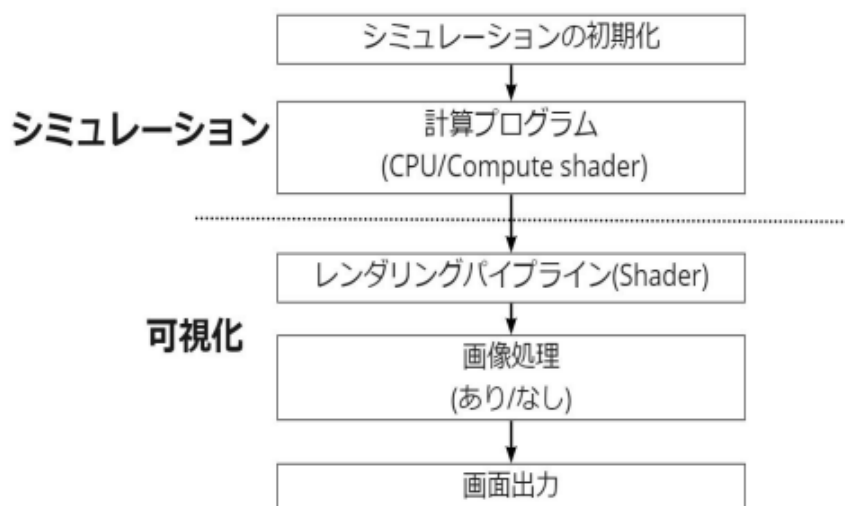 シミュレーションの初期化
シミュレーション
計算プログラム
(CPU/Compute shader)
レンダリングパイプライン(Shader)
可視化
画像処理
(あり/なし)
画面出力